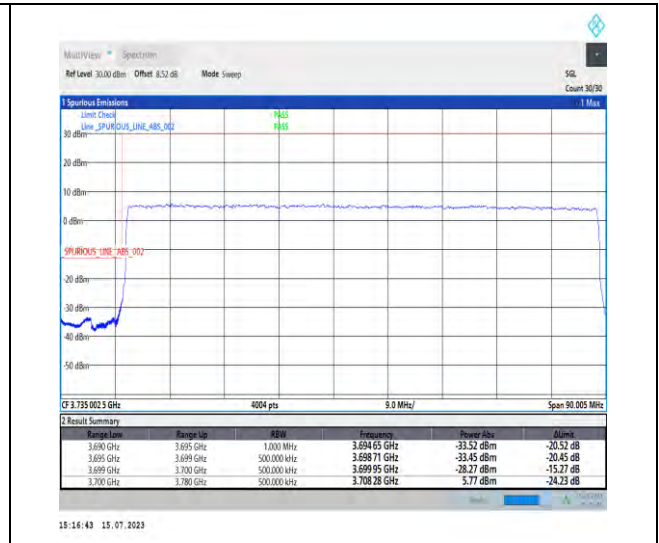 MultiView Spectrum
Ref Level 30.00 dBm Offset 8.52 dB Mode Sweep SGL
Count 30/30
1 Spurious Emissions 1 Max
Limit Check PASS
Line _SPURIOUS_LINE_ABS_002 PASS
30 dBm
20 dBm
10 dBm
0 dBm
SPURIOUS_LINE_ABS_002
-20 dBm
-30 dBm
-40 dBm
-50 dBm
CF 3.735 002 5 GHz 4004 pts 9.0 MHz/ Span 90.005 MHz
2 Result Summary
Range Low Range Up RBW Frequency Power Abs ΔLimit
3.690 GHz 3.695 GHz 1.000 MHz 3.694 65 GHz -33.52 dBm -20.52 dB
3.695 GHz 3.699 GHz 500.000 kHz 3.698 71 GHz -33.45 dBm -20.45 dB
3.699 GHz 3.700 GHz 500.000 kHz 3.699 95 GHz -28.27 dBm -15.27 dB
3.700 GHz 3.780 GHz 500.000 kHz 3.708 28 GHz 5.77 dBm -24.23 dB
15:16:43 15.07.2023